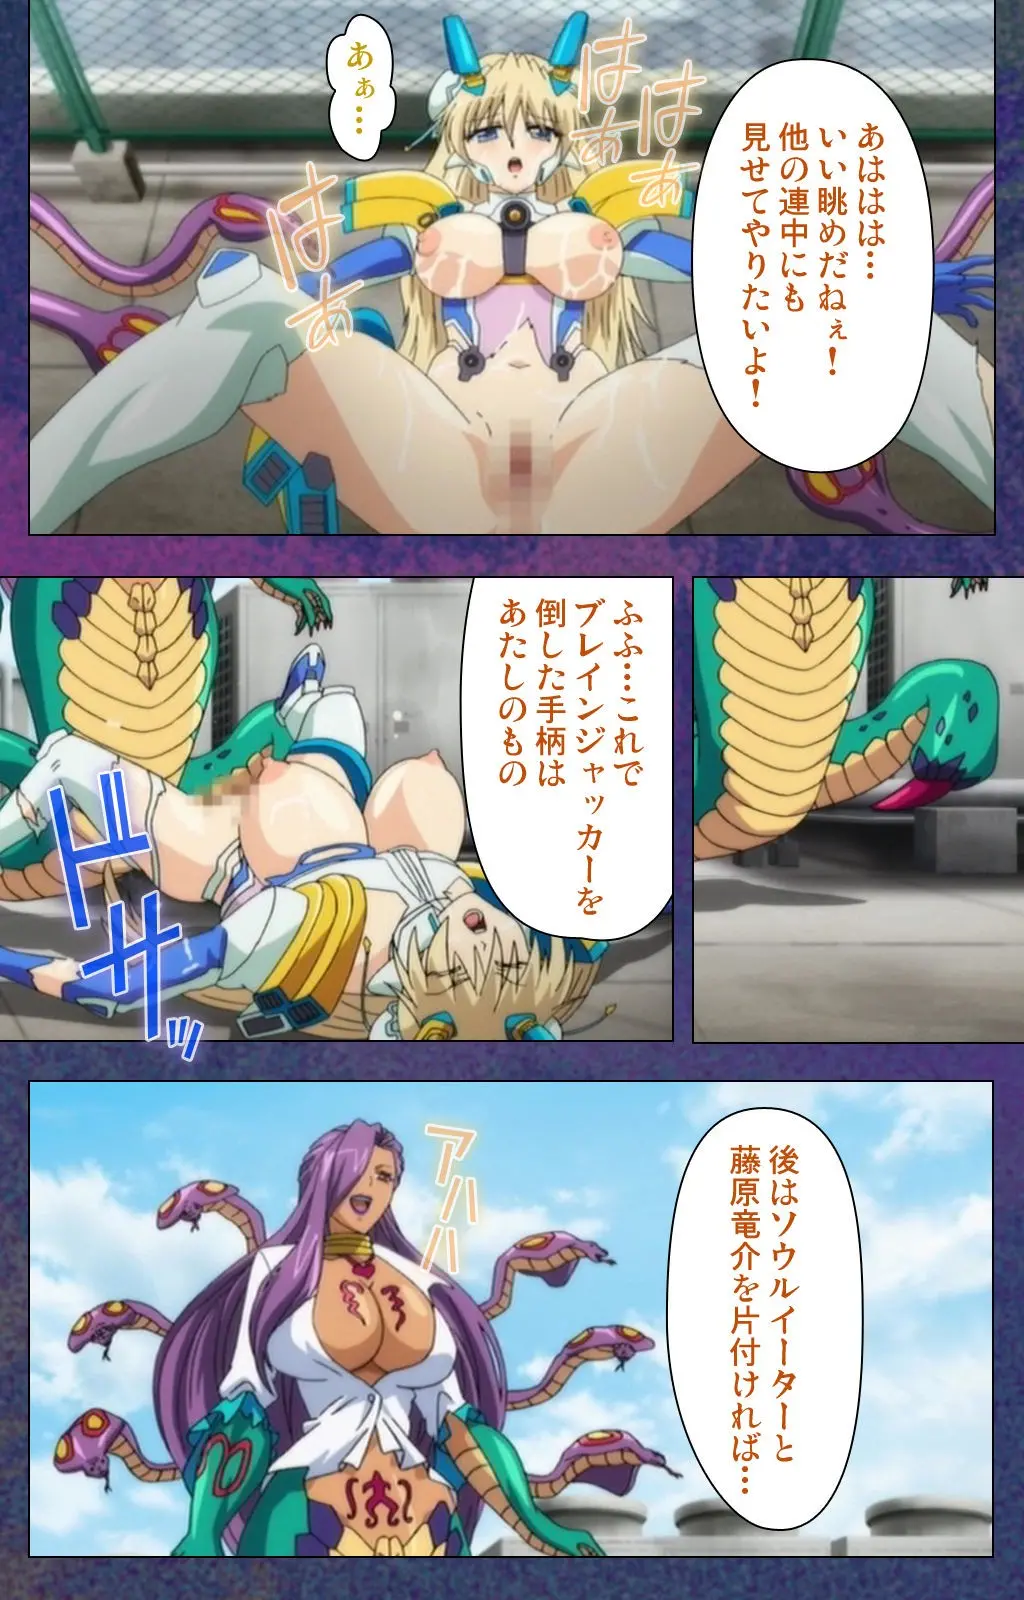 あははは…
いい眺めだねぇ！
他の連中にも
見せてやりたいよ！
はぁ
はぁ
あぁ…
はぁ
ふふ…これで
ブレインジャッカーを
倒した手柄は
あたしのもの
ドサッ
後はソウルイーターと
藤原竜介を片付ければ…
アハハハ